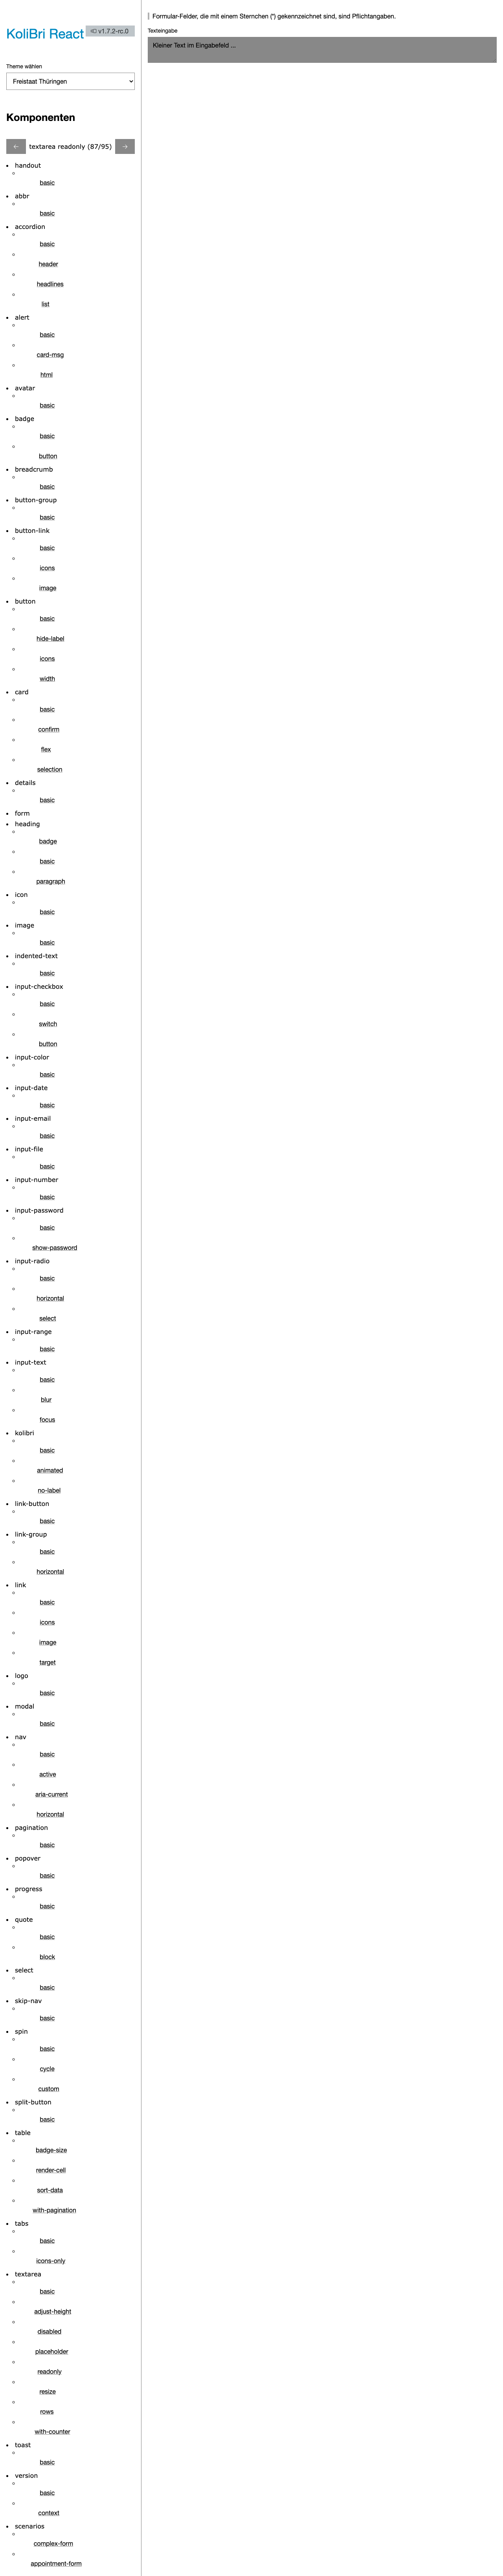 KoliBri React
v1.7.2-rc.0
Theme wählen
Freistaat Thüringen
Komponenten
← textarea readonly (87/95) →
handout
basic
abbr
basic
accordion
basic
header
headlines
list
alert
basic
card-msg
html
avatar
basic
badge
basic
button
breadcrumb
basic
button-group
basic
button-link
basic
icons
image
button
basic
hide-label
icons
width
card
basic
confirm
flex
selection
details
basic
form
heading
badge
basic
paragraph
icon
basic
image
basic
indented-text
basic
input-checkbox
basic
switch
button
input-color
basic
input-date
basic
input-email
basic
input-file
basic
input-number
basic
input-password
basic
show-password
input-radio
basic
horizontal
select
input-range
basic
input-text
basic
blur
focus
kolibri
basic
animated
no-label
link-button
basic
link-group
basic
horizontal
link
basic
icons
image
target
logo
basic
modal
basic
nav
basic
active
aria-current
horizontal
pagination
basic
popover
basic
progress
basic
quote
basic
block
select
basic
skip-nav
basic
spin
basic
cycle
custom
split-button
basic
table
badge-size
render-cell
sort-data
with-pagination
tabs
basic
icons-only
textarea
basic
adjust-height
disabled
placeholder
readonly
resize
rows
with-counter
toast
basic
version
basic
context
scenarios
complex-form
appointment-form
Formular-Felder, die mit einem Sternchen (*) gekennzeichnet sind, sind Pflichtangaben.
Texteingabe
Kleiner Text im Eingabefeld ...